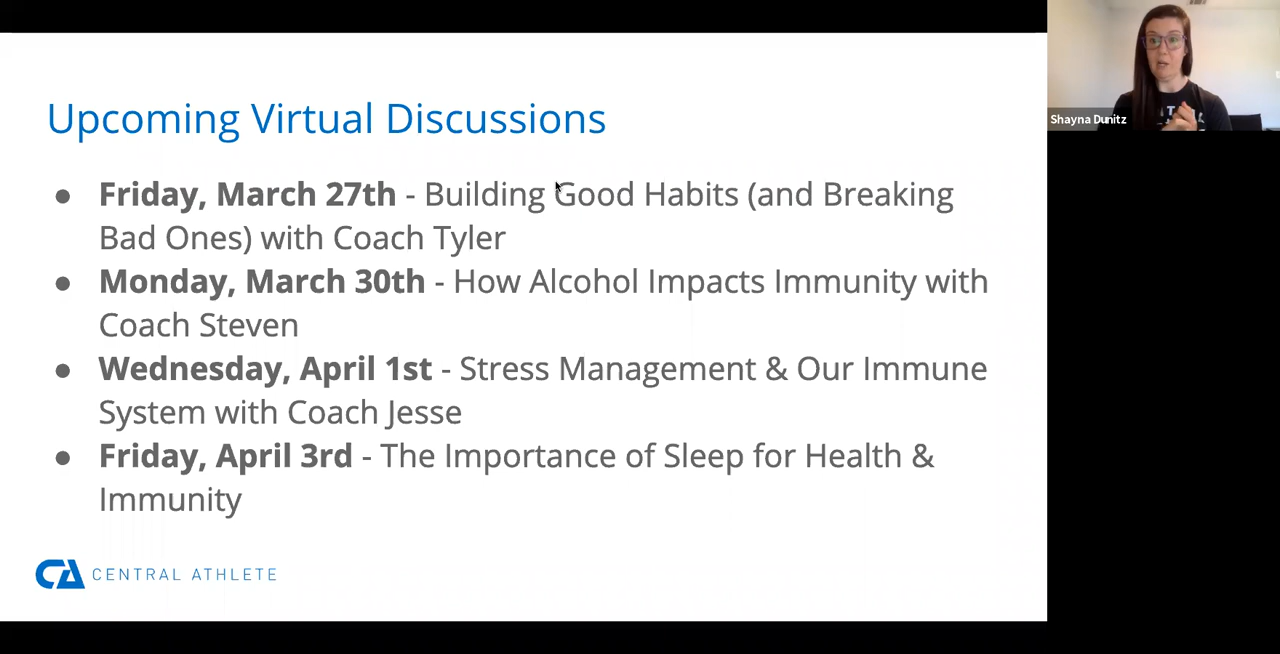 Upcoming Virtual Discussions
● Friday, March 27th - Building Good Habits (and Breaking
Bad Ones) with Coach Tyler
● Monday, March 30th - How Alcohol Impacts Immunity with
Coach Steven
● Wednesday, April 1st - Stress Management & Our Immune
System with Coach Jesse
● Friday, April 3rd - The Importance of Sleep for Health &
Immunity
CA CENTRAL ATHLETE
Shayna Dunitz